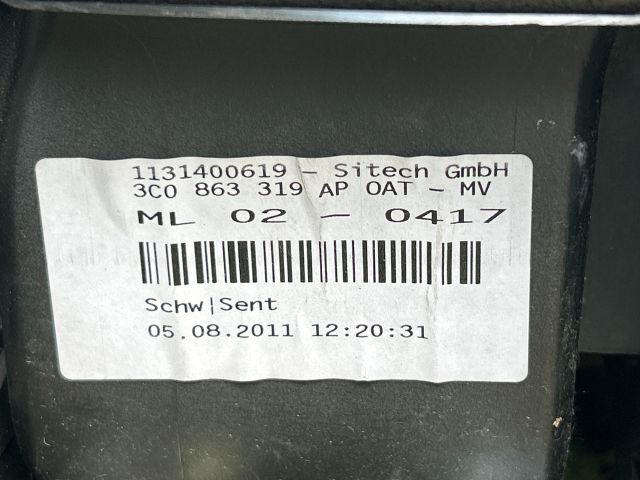 1131400619 - Sitech GmbH
3C0 863 319 AP OAT - MV
ML 02 - 0417
Schw|Sent
05.08.2011 12:20:31